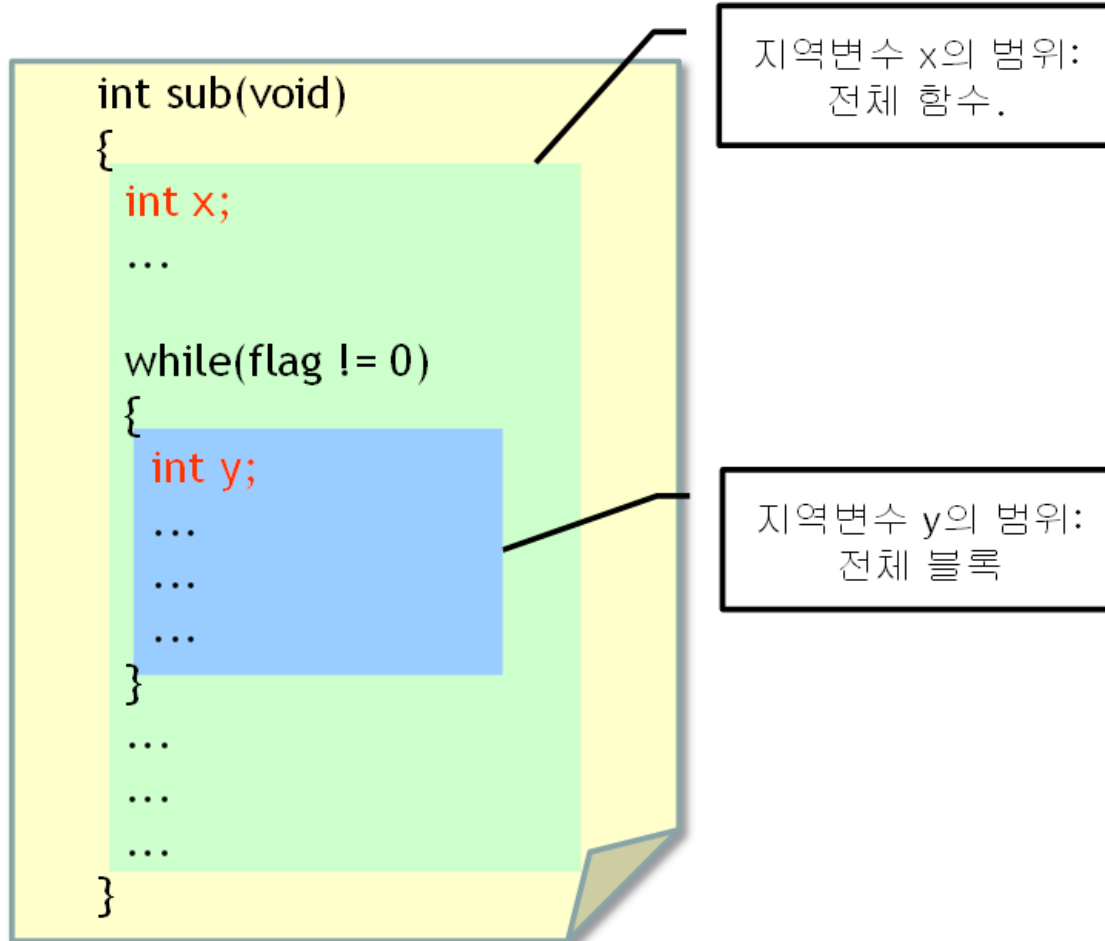 int sub(void)
{
int x;
...
while(flag != 0)
{
int y;
...
...
...
}
...
...
...
}
지역변수 x의 범위:
전체 함수.
지역변수 y의 범위:
전체 블록